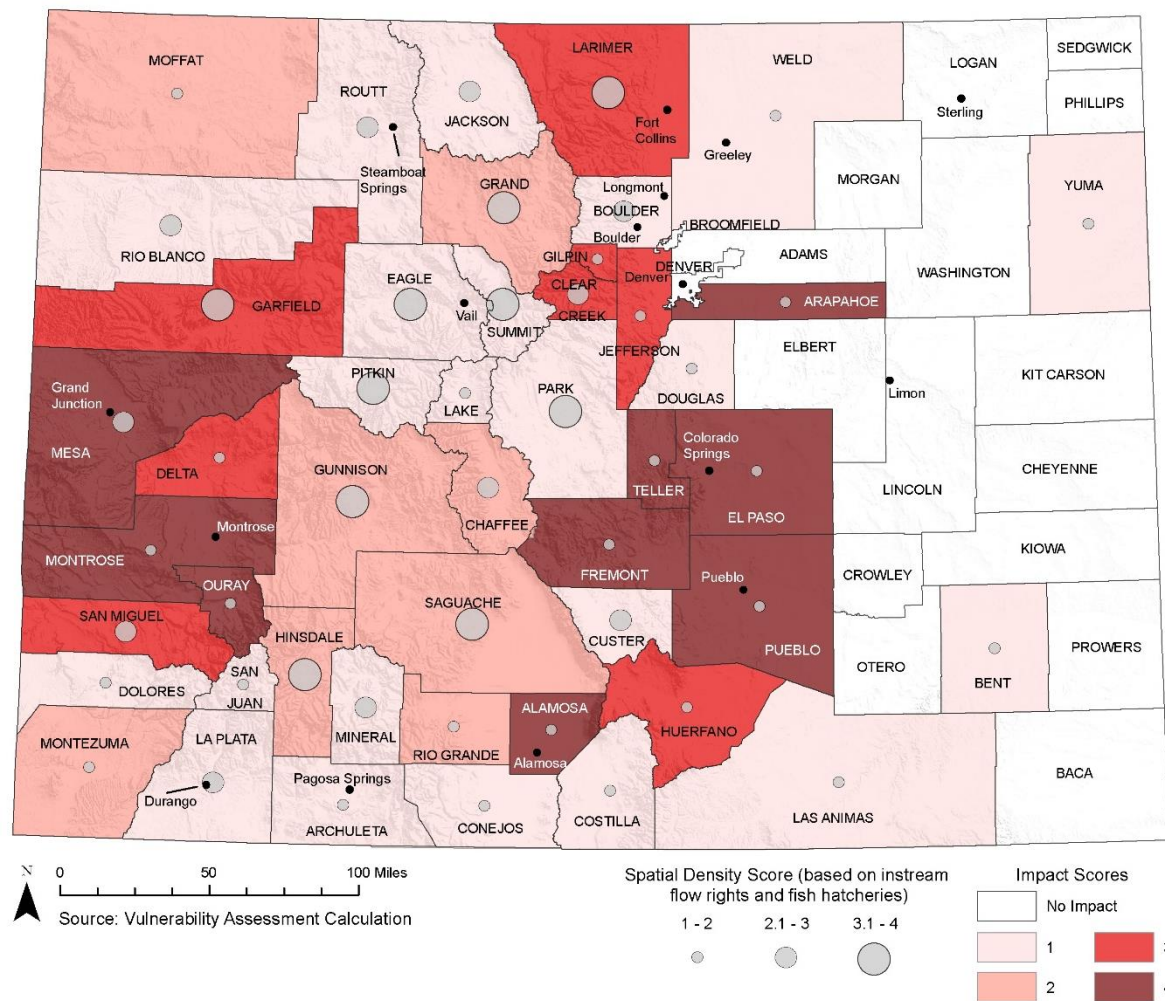 MOFFAT
ROUTT
JACKSON
LARIMER
WELD
LOGAN
SEDGWICK
PHILLIPS
Sterling
Fort
Collins
Greeley
Steamboat
Springs
GRAND
Longmont
BOULDER
Boulder
MORGAN
YUMA
RIO BLANCO
BROOMFIELD
GILPIN
DENVER
Denver
ADAMS
WASHINGTON
EAGLE
Vail
CLEAR
CREEK
ARAPAHOE
GARFIELD
SUMMIT
JEFFERSON
ELBERT
KIT CARSON
PITKIN
LAKE
PARK
DOUGLAS
Limon
Grand
Junction
MESA
DELTA
GUNNISON
CHAFFEE
TELLER
Colorado
Springs
EL PASO
LINCOLN
CHEYENNE
Montrose
MONTROSE
OURAY
FREMONT
Pueblo
PUEBLO
CROWLEY
KIOWA
SAN MIGUEL
HINSDALE
SAGUACHE
CUSTER
OTERO
BENT
PROWERS
DOLORES
SAN
JUAN
MINERAL
RIO GRANDE
ALAMOSA
Alamosa
HUERFANO
MONTEZUMA
LA PLATA
Durango
Pagosa Springs
ARCHULETA
CONEJOS
COSTILLA
LAS ANIMAS
BACA
N
0 50 100 Miles
Source: Vulnerability Assessment Calculation
Spatial Density Score (based on instream
flow rights and fish hatcheries)
1 - 2 2.1 - 3 3.1 - 4
Impact Scores
No Impact
1
2